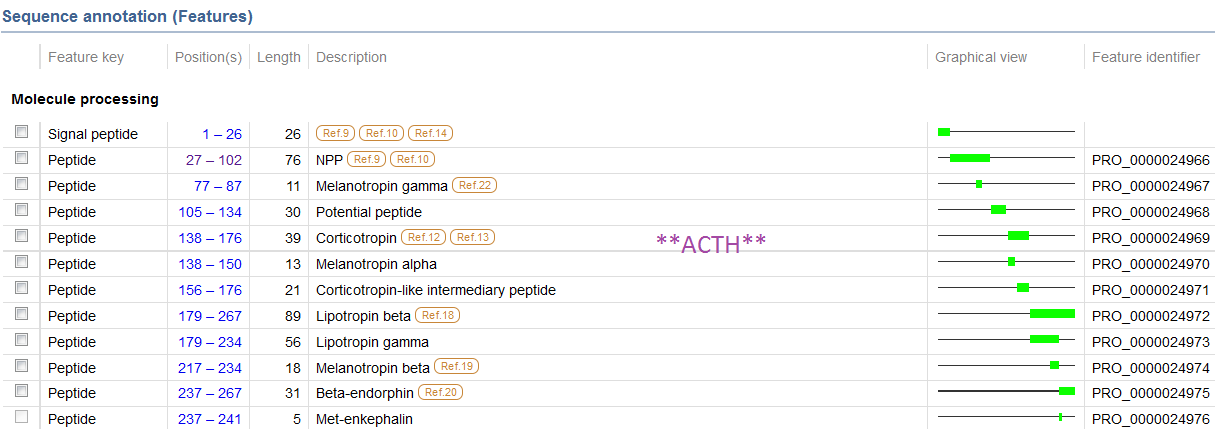 Sequence annotation (Features)
Feature key Position(s) Length Description Graphical view Feature identifier
Molecule processing
Signal peptide 1 – 26 26 Ref.9 Ref.10 Ref.14
Peptide 27 – 102 76 NPP Ref.9 Ref.10 PRO_0000024966
Peptide 77 – 87 11 Melanotropin gamma Ref.22 PRO_0000024967
Peptide 105 – 134 30 Potential peptide PRO_0000024968
Peptide 138 – 176 39 Corticotropin Ref.12 Ref.13 **ACTH** PRO_0000024969
Peptide 138 – 150 13 Melanotropin alpha PRO_0000024970
Peptide 156 – 176 21 Corticotropin-like intermediary peptide PRO_0000024971
Peptide 179 – 267 89 Lipotropin beta Ref.18 PRO_0000024972
Peptide 179 – 234 56 Lipotropin gamma PRO_0000024973
Peptide 217 – 234 18 Melanotropin beta Ref.19 PRO_0000024974
Peptide 237 – 267 31 Beta-endorphin Ref.20 PRO_0000024975
Peptide 237 – 241 5 Met-enkephalin PRO_0000024976